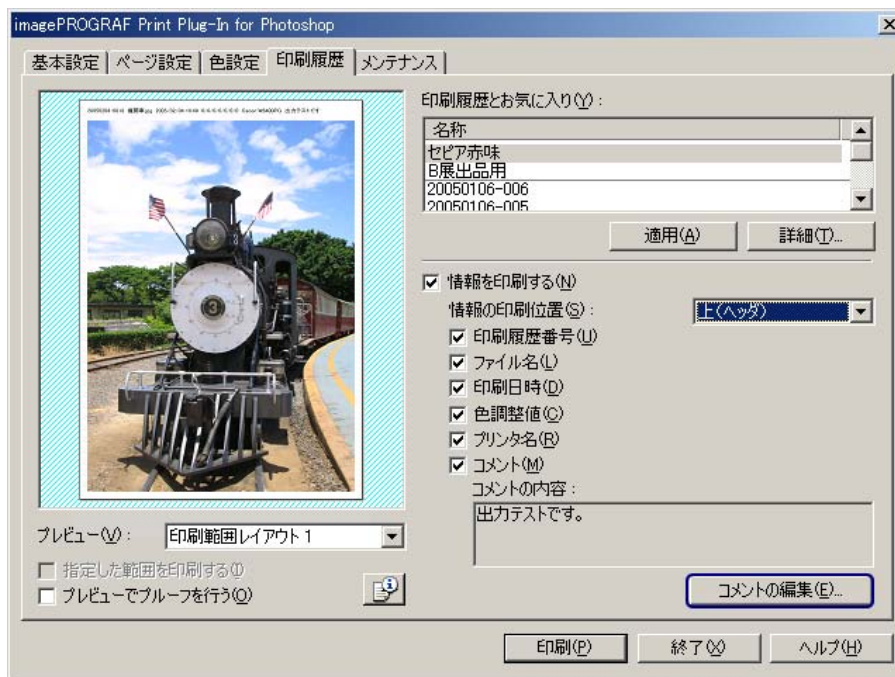 imagePROGRAF Print Plug-In for Photoshop
基本設定 ページ設定 色設定 印刷履歴 メンテナンス
印刷履歴とお気に入り(Y):
名称
セピア赤味
B展出品用
20050106-006
20050106-005
適用(A) 詳細(T)...
情報を印刷する(N)
情報の印刷位置(S): 上(ヘッダ)
印刷履歴番号(U)
ファイル名(L)
印刷日時(D)
色調整値(C)
プリンタ名(R)
コメント(M)
コメントの内容:
出力テストです。
プレビュー(V): 印刷範囲レイアウト1
指定した範囲を印刷する(I)
プレビューでプルーフを行う(O)
コメントの編集(E)...
印刷(P) 終了(X) ヘルプ(H)